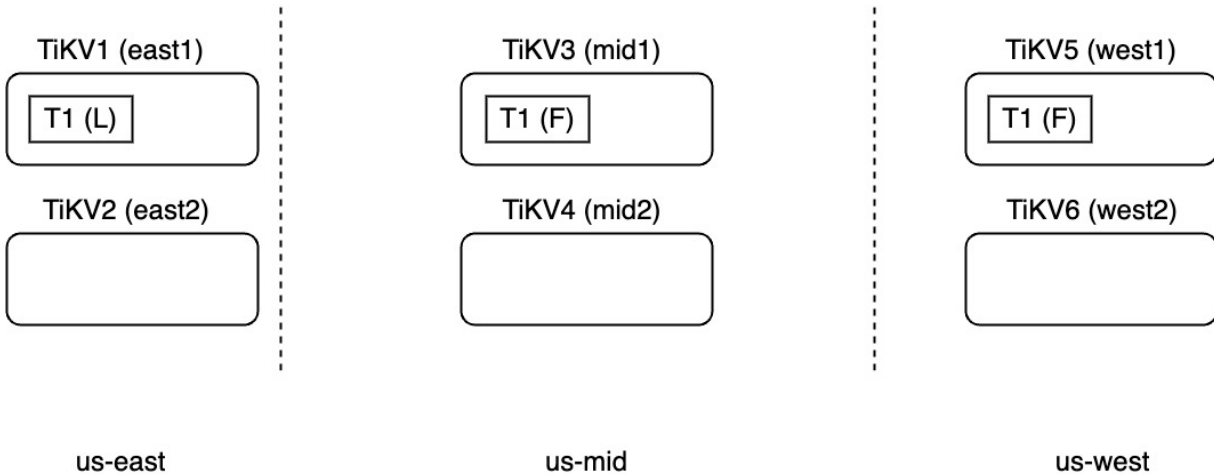 TiKV1 (east1)
TiKV3 (mid1)
TiKV5 (west1)
T1 (L)
T1 (F)
T1 (F)
TiKV2 (east2)
TiKV4 (mid2)
TiKV6 (west2)
us-east
us-mid
us-west